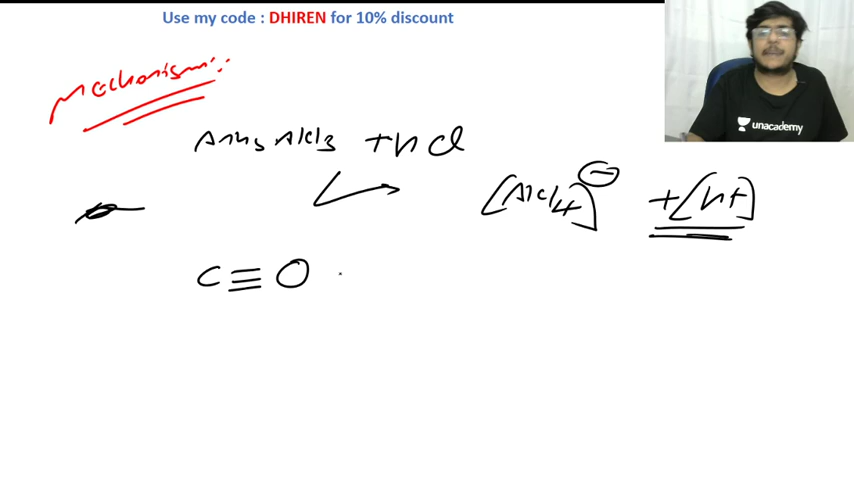 Use my code : DHIREN for 10% discount
Mechanism:
Anhy AlCl3 + HCl
[AlCl4]⊖ + [H+]
C≡O
unacademy